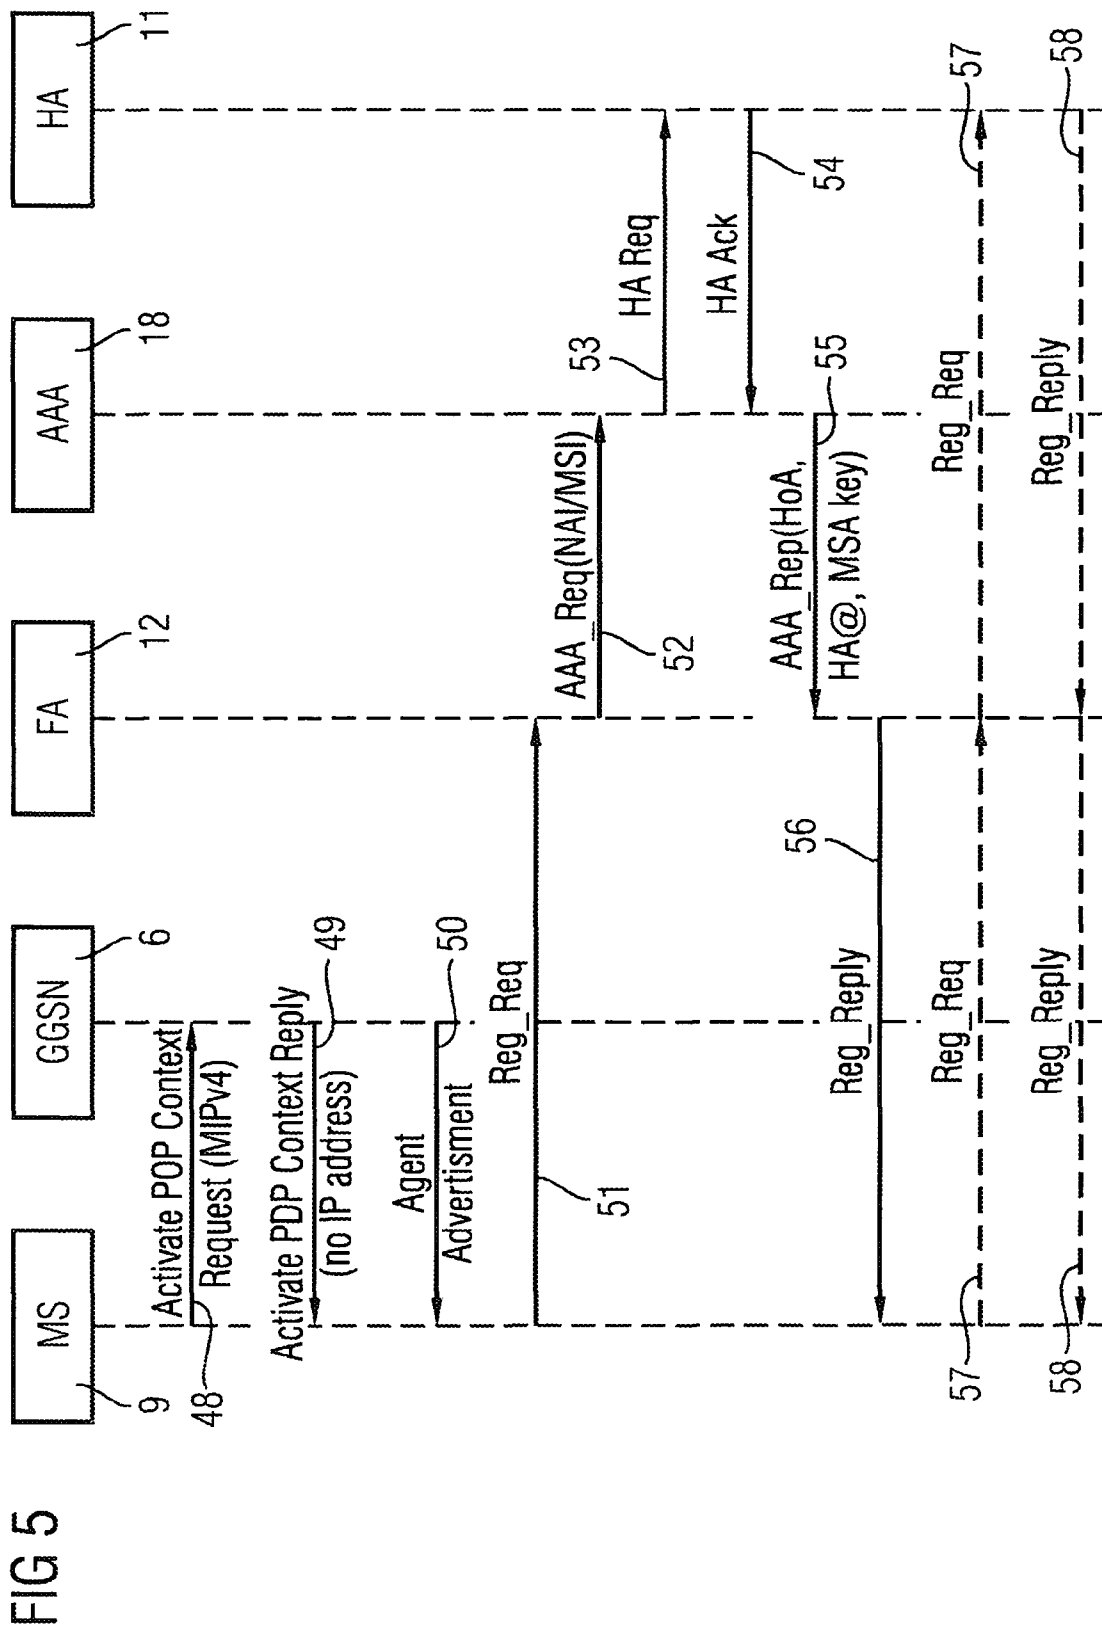 FIG 5
MS
9
GGSN
6
FA
12
AAA
18
HA
11
Activate POP Context
Request (MIPv4)
48
Activate PDP Context Reply
(no IP address)
49
Agent
Advertisment
50
Reg_Req
51
AAA_Req(NAI/MSI)
52
HA Req
53
HA Ack
54
AAA_Rep(HoA,
HA@, MSA key)
55
Reg_Reply
56
57
Reg_Req
Reg_Req
57
58
Reg_Reply
Reg_Reply
58